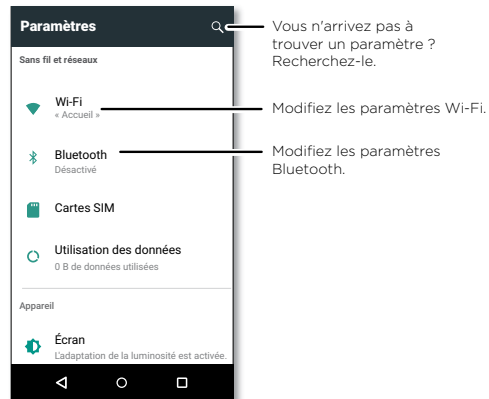 Paramètres
Sans fil et réseaux
Wi-Fi
« Accueil »
Bluetooth
Désactivé
Cartes SIM
Utilisation des données
0 B de données utilisées
Appareil
Écran
L'adaptation de la luminosité est activée.
Vous n'arrivez pas à
trouver un paramètre ?
Recherchez-le.
Modifiez les paramètres Wi-Fi.
Modifiez les paramètres
Bluetooth.